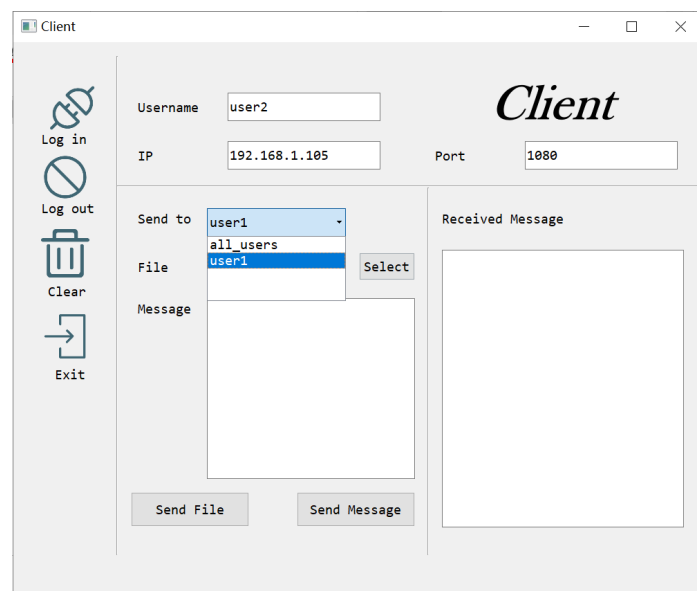 Client
Log in
Log out
Clear
Exit
Username user2
Client
IP 192.168.1.105
Port 1080
Send to user1
all_users
user1
File
Select
Message
Send File
Send Message
Received Message